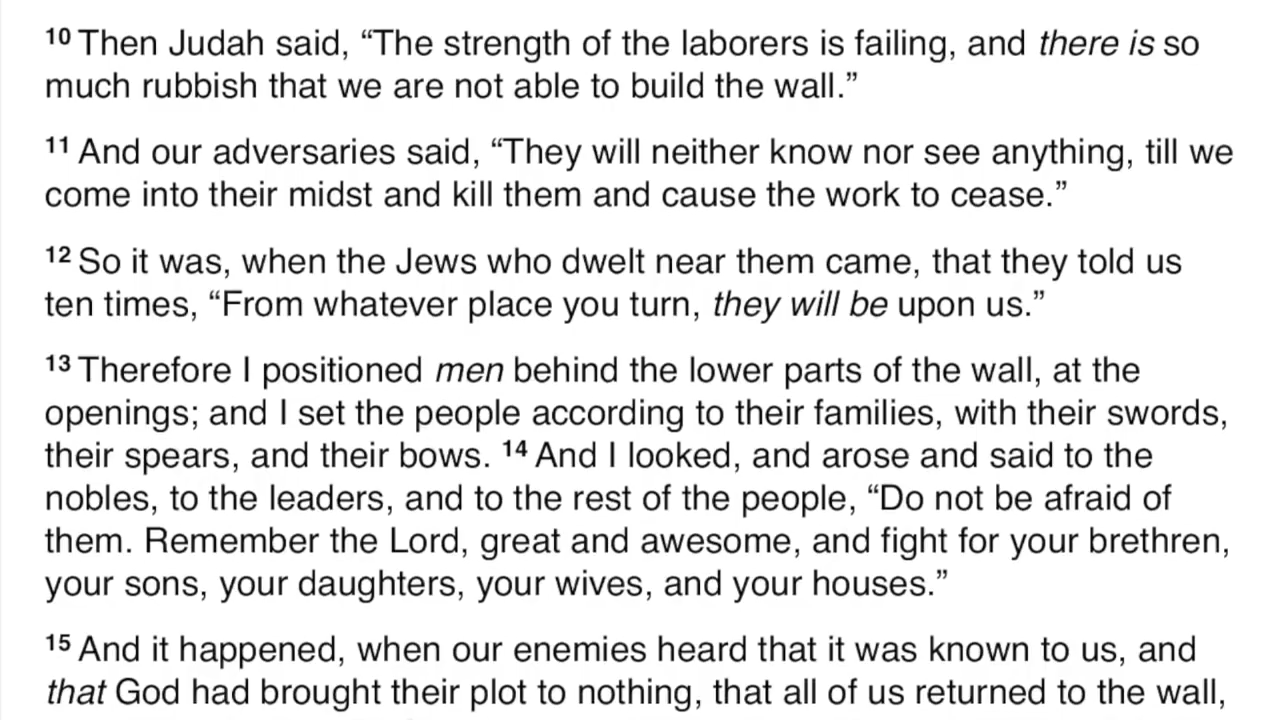 10 Then Judah said, “The strength of the laborers is failing, and there is so
much rubbish that we are not able to build the wall.”
11 And our adversaries said, “They will neither know nor see anything, till we
come into their midst and kill them and cause the work to cease.”
12 So it was, when the Jews who dwelt near them came, that they told us
ten times, “From whatever place you turn, they will be upon us.”
13 Therefore I positioned men behind the lower parts of the wall, at the
openings; and I set the people according to their families, with their swords,
their spears, and their bows. 14 And I looked, and arose and said to the
nobles, to the leaders, and to the rest of the people, “Do not be afraid of
them. Remember the Lord, great and awesome, and fight for your brethren,
your sons, your daughters, your wives, and your houses.”
15 And it happened, when our enemies heard that it was known to us, and
that God had brought their plot to nothing, that all of us returned to the wall,